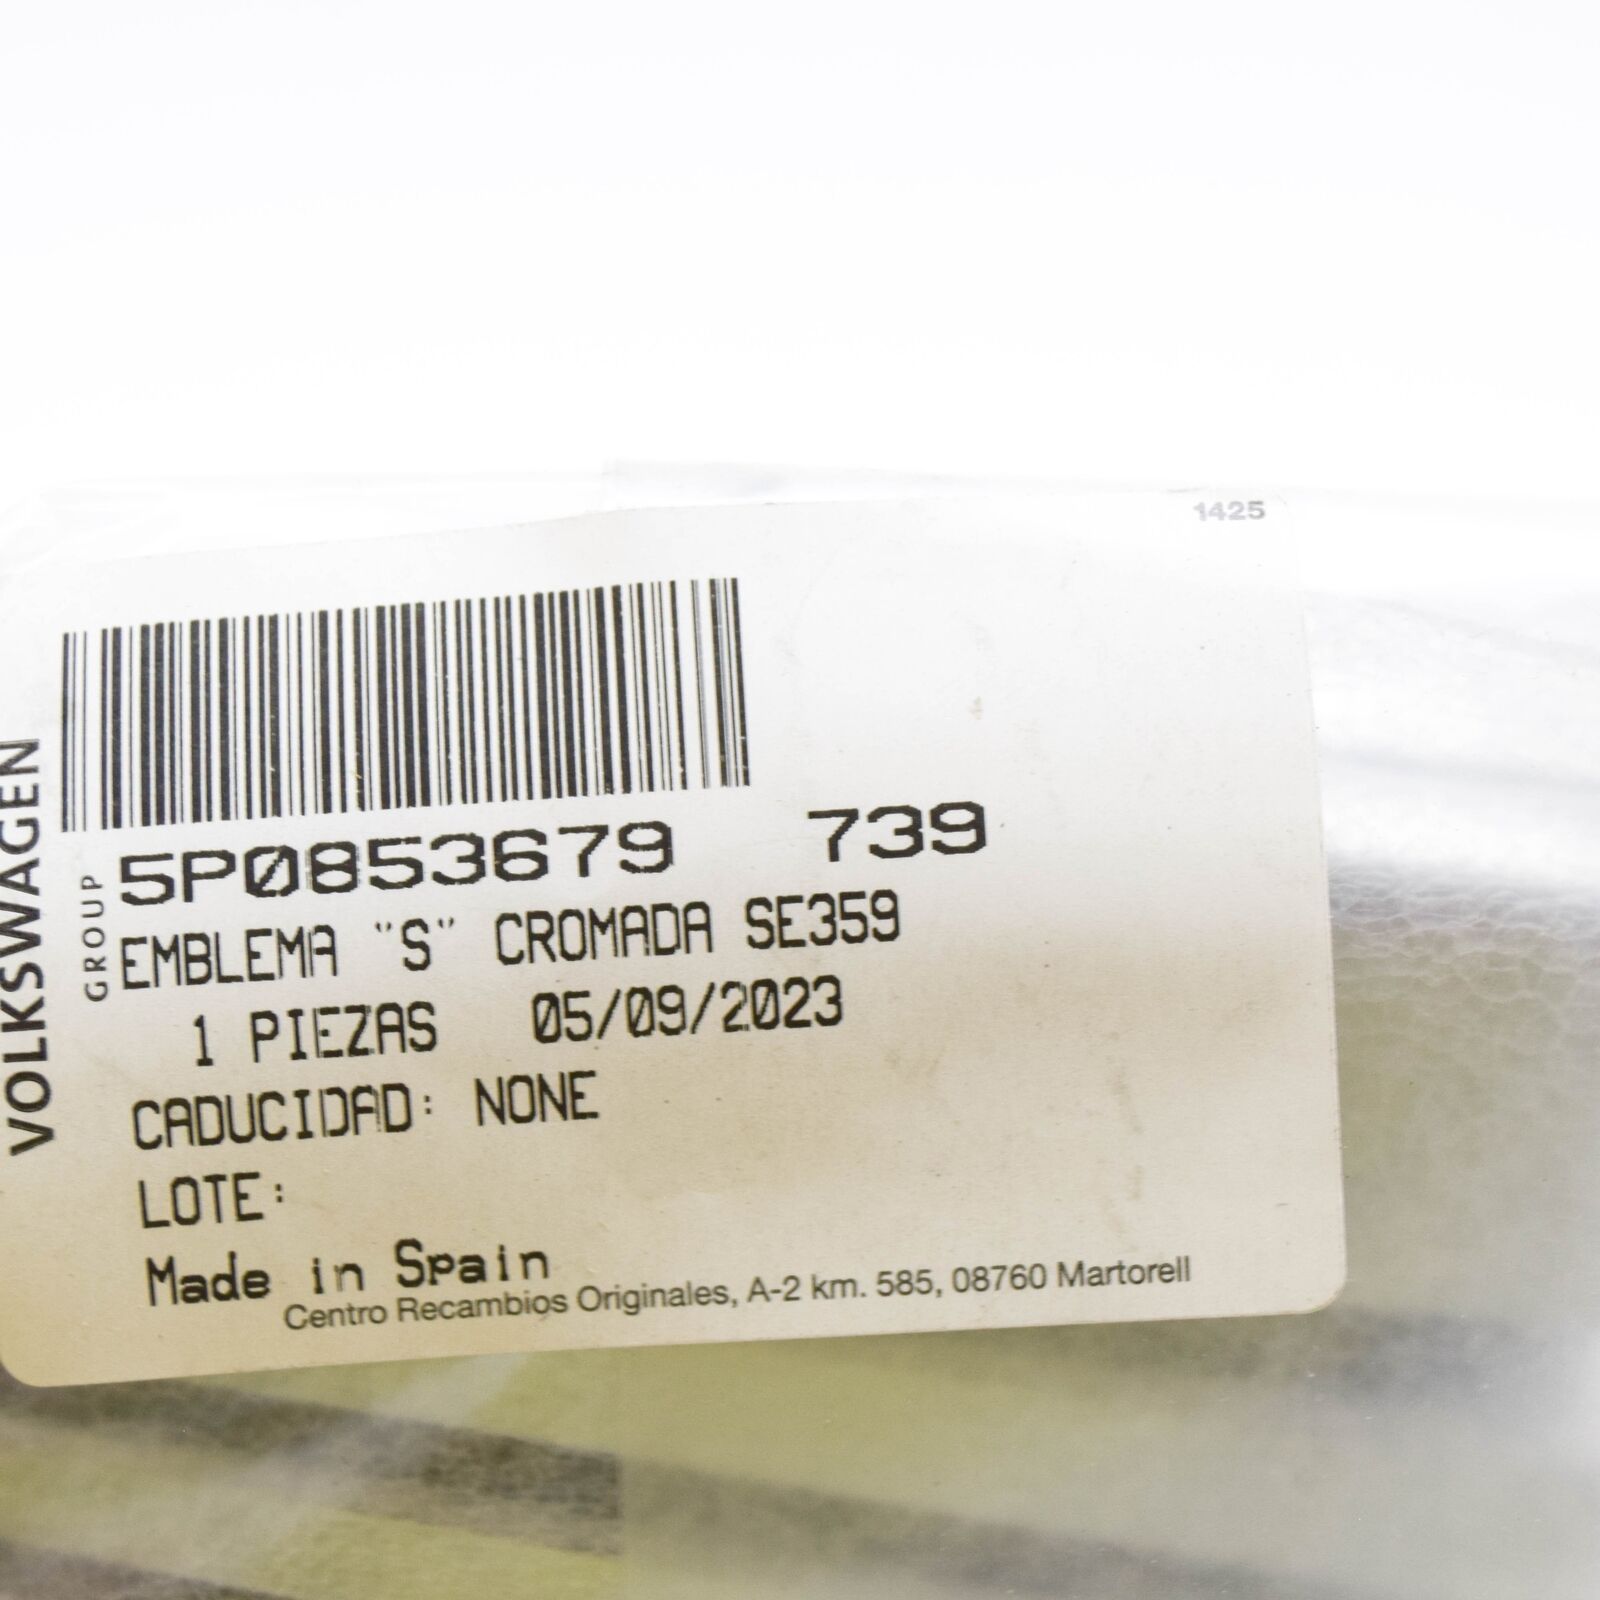 1425
VOLKSWAGEN
GROUP
5P0853679 739
EMBLEMA "S" CROMADA SE359
1 PIEZAS 05/09/2023
CADUCIDAD: NONE
LOTE:
Made in Spain
Centro Recambios Originales, A-2 km. 585, 08760 Martorell